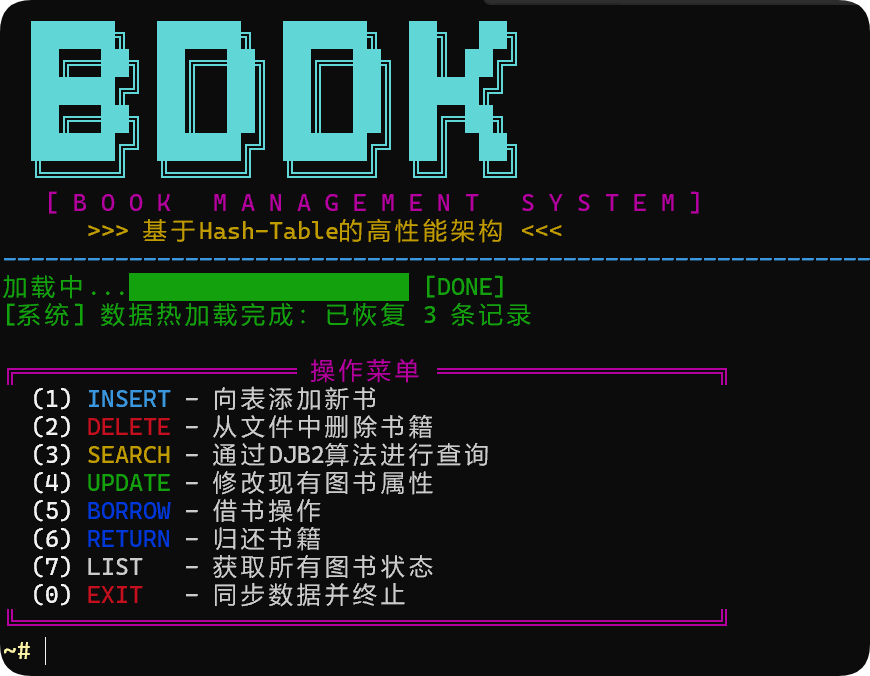 BOOK
[ B O O K   M A N A G E M E N T   S Y S T E M ]
>>> 基于Hash-Table的高性能架构 <<<
加载中... [DONE]
[系统] 数据热加载完成: 已恢复 3 条记录
操作菜单
(1) INSERT - 向表添加新书
(2) DELETE - 从文件中删除书籍
(3) SEARCH - 通过DJB2算法进行查询
(4) UPDATE - 修改现有图书属性
(5) BORROW - 借书操作
(6) RETURN - 归还书籍
(7) LIST   - 获取所有图书状态
(0) EXIT   - 同步数据并终止
~#